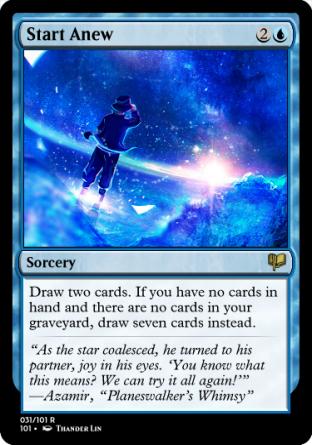 Start Anew 2
Sorcery
Draw two cards. If you have no cards in
hand and there are no cards in your
graveyard, draw seven cards instead.
“As the star coalesced, he turned to his
partner, joy in his eyes. ‘You know what
this means? We can try it all again!’”
—Azamir, “Planeswalker’s Whimsy”
031/101 R
101 • Thander Lin